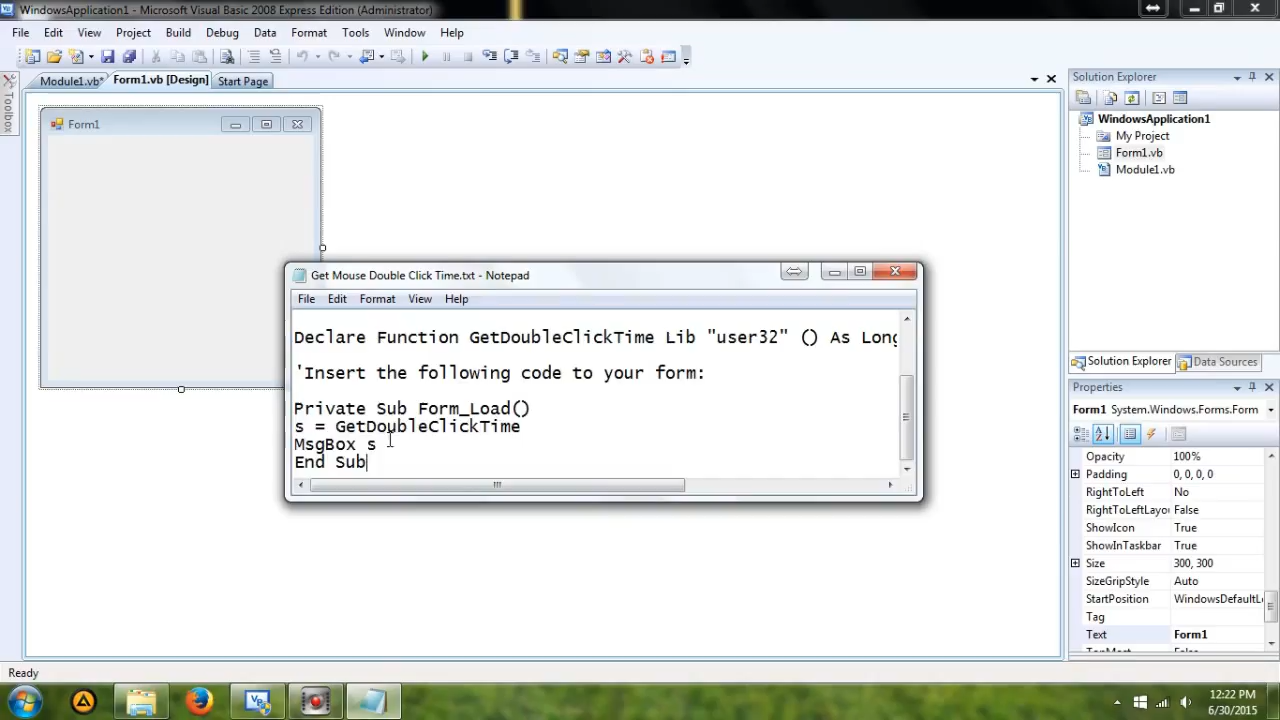 WindowsApplication1 - Microsoft Visual Basic 2008 Express Edition (Administrator)
File Edit View Project Build Debug Data Format Tools Window Help
Module1.vb* Form1.vb [Design] Start Page
Toolbox
Form1
Get Mouse Double Click Time.txt - Notepad
File Edit Format View Help
Declare Function GetDoubleClickTime Lib "user32" () As Long
'Insert the following code to your form:
Private Sub Form_Load()
s = GetDoubleClickTime
MsgBox s
End Sub
Solution Explorer
WindowsApplication1
My Project
Form1.vb
Module1.vb
Solution Explorer Data Sources
Properties
Form1 System.Windows.Forms.Form
Opacity 100%
Padding 0, 0, 0, 0
RightToLeft No
RightToLeftLayou False
ShowIcon True
ShowInTaskbar True
Size 300, 300
SizeGripStyle Auto
StartPosition WindowsDefaultLo
Tag
Text Form1
Ready
12:22 PM
6/30/2015